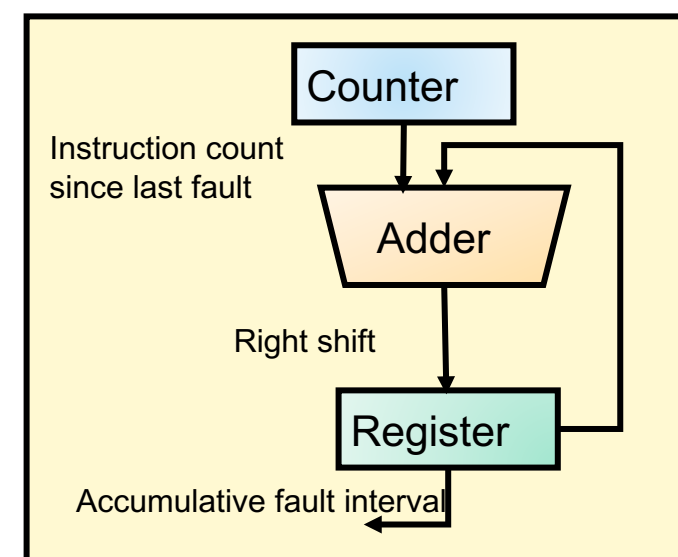 Counter
Instruction count
since last fault
Adder
Right shift
Register
Accumulative fault interval